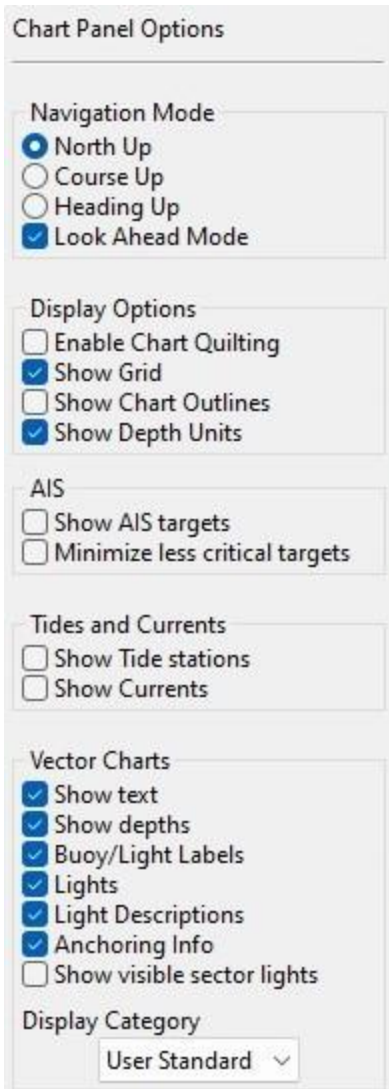 Chart Panel Options
Navigation Mode
North Up
Course Up
Heading Up
Look Ahead Mode
Display Options
Enable Chart Quilting
Show Grid
Show Chart Outlines
Show Depth Units
AIS
Show AIS targets
Minimize less critical targets
Tides and Currents
Show Tide stations
Show Currents
Vector Charts
Show text
Show depths
Buoy/Light Labels
Lights
Light Descriptions
Anchoring Info
Show visible sector lights
Display Category
User Standard